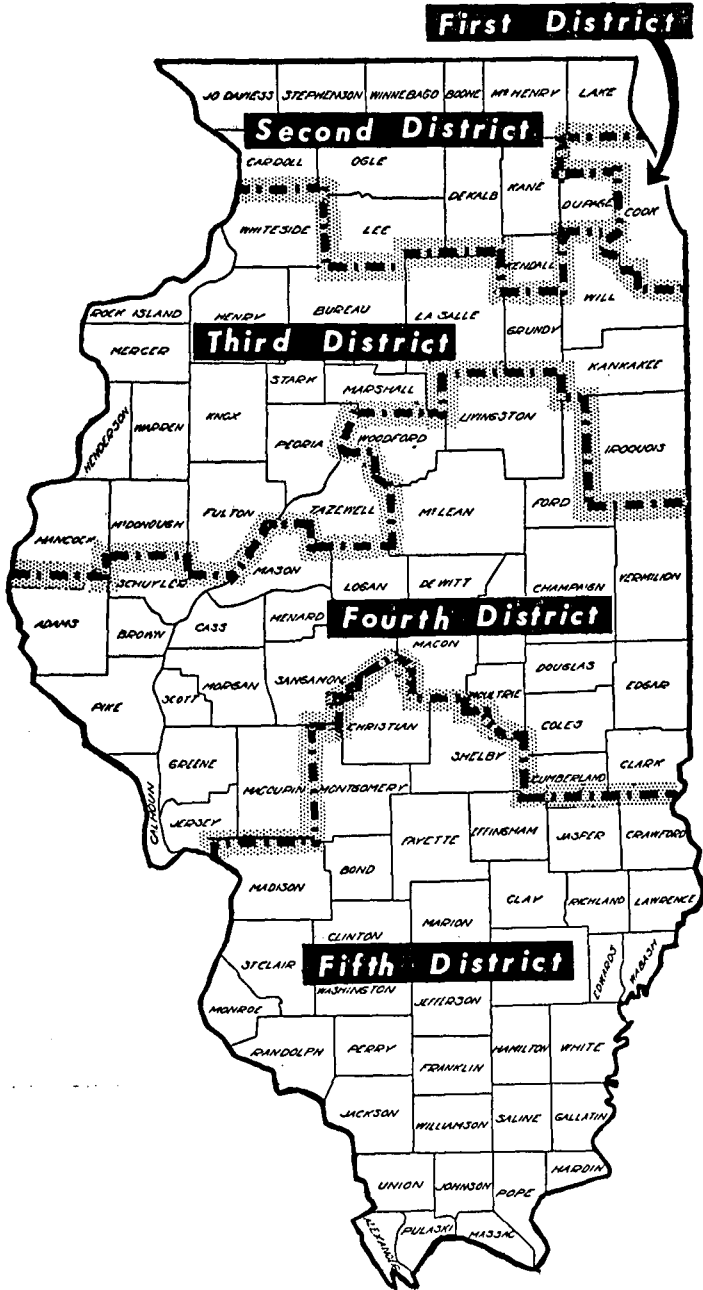 First District
JO DAVIESS STEPHENSON WINNEBAGO BOONE McHENRY LAKE
Second District
CARROLL OGLE
DEKALB KANE
DUPAGE COOK
WHITESIDE LEE
KENDALL
WILL
ROCK ISLAND HENRY BUREAU LA SALLE
GRUNDY
MERCER
Third District
KANKAKEE
STARK MARSHALL
HENDERSON WARREN KNOX PEORIA WOODFORD LIVINGSTON IROQUOIS
HANCOCK McDONOUGH FULTON TAZEWELL McLEAN FORD
SCHUYLER MASON
LOGAN DEWITT CHAMPAIGN VERMILION
ADAMS BROWN CASS MENARD
Fourth District
MACON
PIKE SCOTT MORGAN SANGAMON MOULTRIE DOUGLAS EDGAR
CHRISTIAN COLES
GREENE SHELBY CLARK
CUMBERLAND
CALHOUN JERSEY MACOUPIN MONTGOMERY
FAYETTE EFFINGHAM JASPER CRAWFORD
MADISON BOND
CLAY RICHLAND LAWRENCE
MARION
CLINTON
ST CLAIR
Fifth District
EDWARDS WABASH
WASHINGTON
JEFFERSON
MONROE
RANDOLPH PERRY HAMILTON WHITE
FRANKLIN
JACKSON WILLIAMSON SALINE GALLATIN
HARDIN
UNION JOHNSON POPE
ALEXANDER PULASKI MASSAC